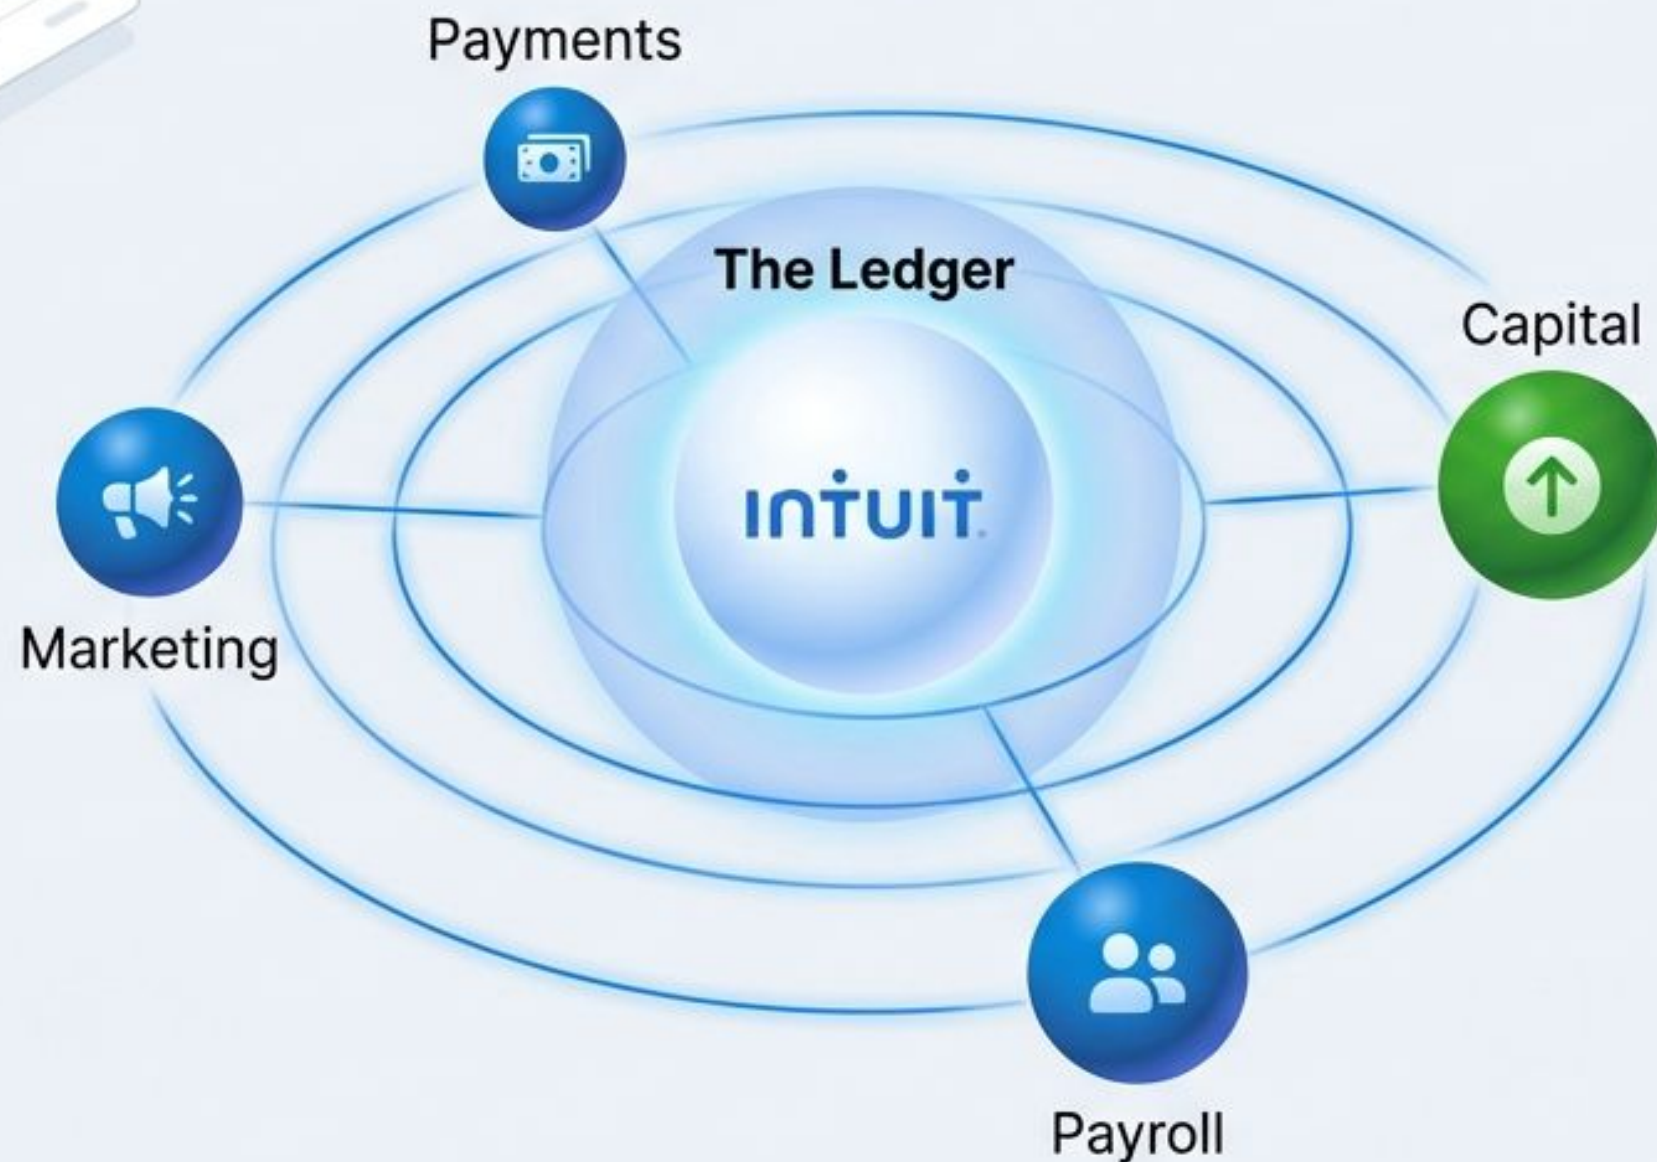 Payments
The Ledger
Capital
INTUIT
Marketing
Payroll